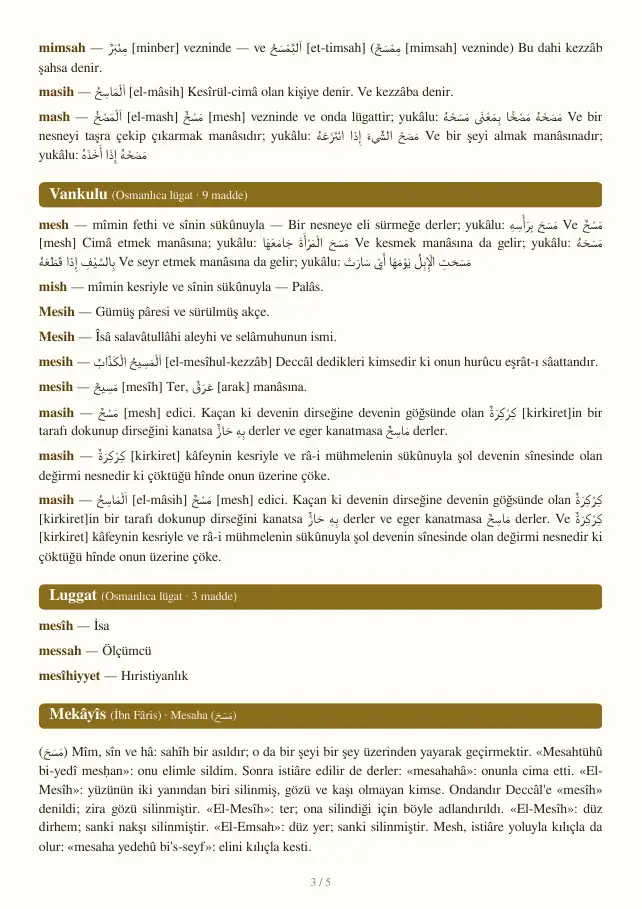 mimsah — مِنْبَرٌ [minber] vezninde — ve اَلتِّمْسَحُ [et-timsah] (مِمْسَحٌ [mimsah] vezninde) Bu dahi kezzâb
şahsa denir.
masih — اَلْمَاسِحُ [el-mâsih] Kesîrül-cimâ olan kişiye denir. Ve kezzâba denir.
mash — اَلْمَصْخُ [el-mash] مَسْخٌ [mesh] vezninde ve onda lügattir; yukâlu: مَصَخَهُ مَصْخًا بِمَعْنَى مَسَخَهُ Ve bir
nesneyi taşra çekip çıkarmak manâsıdır; yukâlu: مَصَخَ الشَّيْءَ إِذَا انْتَزَعَهُ Ve bir şeyi almak manâsınadır;
yukâlu: مَصَخَهُ إِذَا أَخَذَهُ
Vankulu (Osmanlıca lügat · 9 madde)
mesh — mîmin fethi ve sînin sükûnuyla — Bir nesneye eli sürmeğe derler; yukâlu: مَسَحَ بِرَأْسِهِ Ve مَسْحٌ
[mesh] Cimâ etmek manâsına; yukâlu: مَسَحَ الْمَرْأَةَ جَامَعَهَا Ve kesmek manâsına da gelir; yukâlu: مَسَحَهُ
بِالسَّيْفِ إِذَا قَطَعَهُ Ve seyr etmek manâsına da gelir; yukâlu: مَسَحَتِ الْإِبِلُ يَوْمَهَا أَيْ سَارَتْ
mish — mîmin kesriyle ve sînin sükûnuyla — Palâs.
Mesih — Gümüş pâresi ve sürülmüş akçe.
Mesih — Îsâ salavâtullâhi aleyhi ve selâmuhunun ismi.
mesih — اَلْمَسِيحُ الْكَذَّابُ [el-mesîhul-kezzâb] Deccâl dedikleri kimsedir ki onun hurûcu eşrât-ı sâattandır.
mesih — مَسِيحٌ [mesîh] Ter, عَرَقٌ [arak] manâsına.
masih — مَسْحٌ [mesh] edici. Kaçan ki devenin dirseğine devenin göğsünde olan كِرْكِرَةٌ [kirkiret]in bir
tarafı dokunup dirseğini kanatsa بِهِ حَازٌّ derler ve eger kanatmasa مَاسِحٌ derler.
masih — كِرْكِرَةٌ [kirkiret] kâfeynin kesriyle ve râ-i mühmelenin sükûnuyla şol devenin sînesinde olan
değirmi nesnedir ki çöktüğü hînde onun üzerine çöke.
masih — اَلْمَاسِحُ [el-mâsih] مَسْحٌ [mesh] edici. Kaçan ki devenin dirseğine devenin göğsünde olan كِرْكِرَةٌ
[kirkiret]in bir tarafı dokunup dirseğini kanatsa بِهِ حَازٌّ derler ve eger kanatmasa مَاسِحٌ derler. Ve كِرْكِرَةٌ
[kirkiret] kâfeynin kesriyle ve râ-i mühmelenin sükûnuyla şol devenin sînesinde olan değirmi nesnedir ki
çöktüğü hînde onun üzerine çöke.
Luggat (Osmanlıca lügat · 3 madde)
mesîh — İsa
messah — Ölçümcü
mesîhiyyet — Hıristiyanlık
Mekâyîs (İbn Fâris) · Mesaha (مَسَحَ)
(مَسَحَ) Mîm, sîn ve hâ: sahîh bir asıldır; o da bir şeyi bir şey üzerinden yayarak geçirmektir. «Mesahtühû
bi-yedî mesḥan»: onu elimle sildim. Sonra istiâre edilir de derler: «mesahahâ»: onunla cima etti. «El-
Mesîh»: yüzünün iki yanından biri silinmiş, gözü ve kaşı olmayan kimse. Ondandır Deccâl'e «mesîh»
denildi; zira gözü silinmiştir. «El-Mesîh»: ter; ona silindiği için böyle adlandırıldı. «El-Mesîh»: düz
dirhem; sanki nakşı silinmiştir. «El-Emsah»: düz yer; sanki silinmiştir. Mesh, istiâre yoluyla kılıçla da
olur: «mesaha yedehû bi's-seyf»: elini kılıçla kesti.
3 / 5